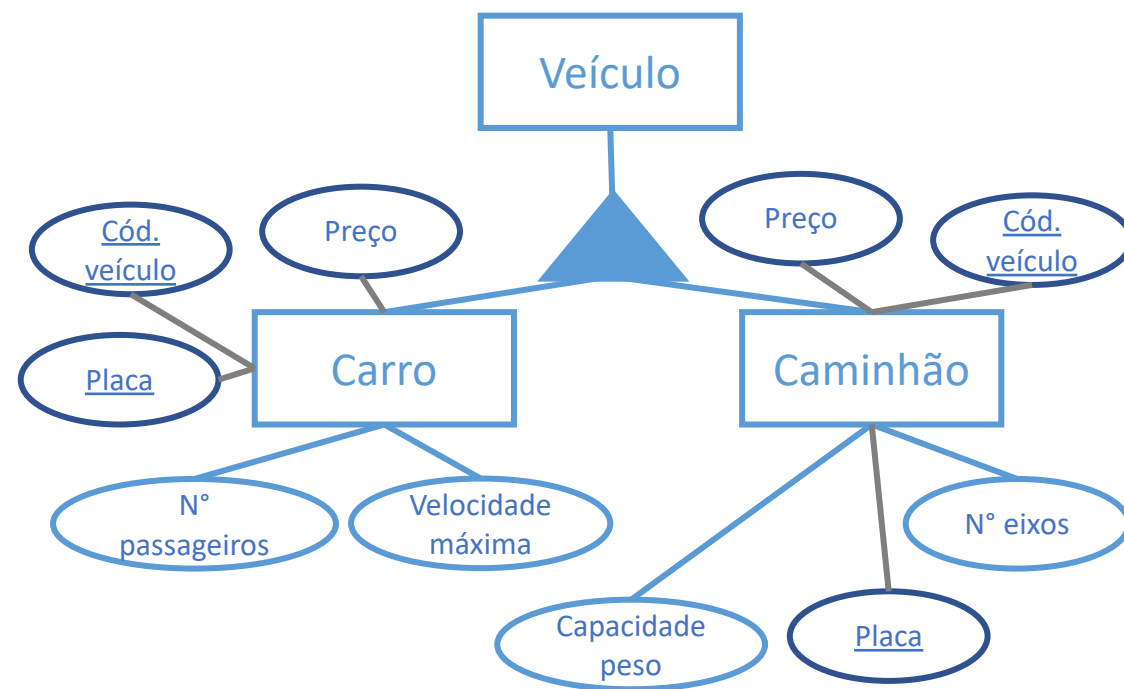 Veículo
Cód.
veículo
Preço
Preço
Cód.
veículo
Placa
Carro
Caminhão
N°
passageiros
Velocidade
máxima
N° eixos
Capacidade
peso
Placa